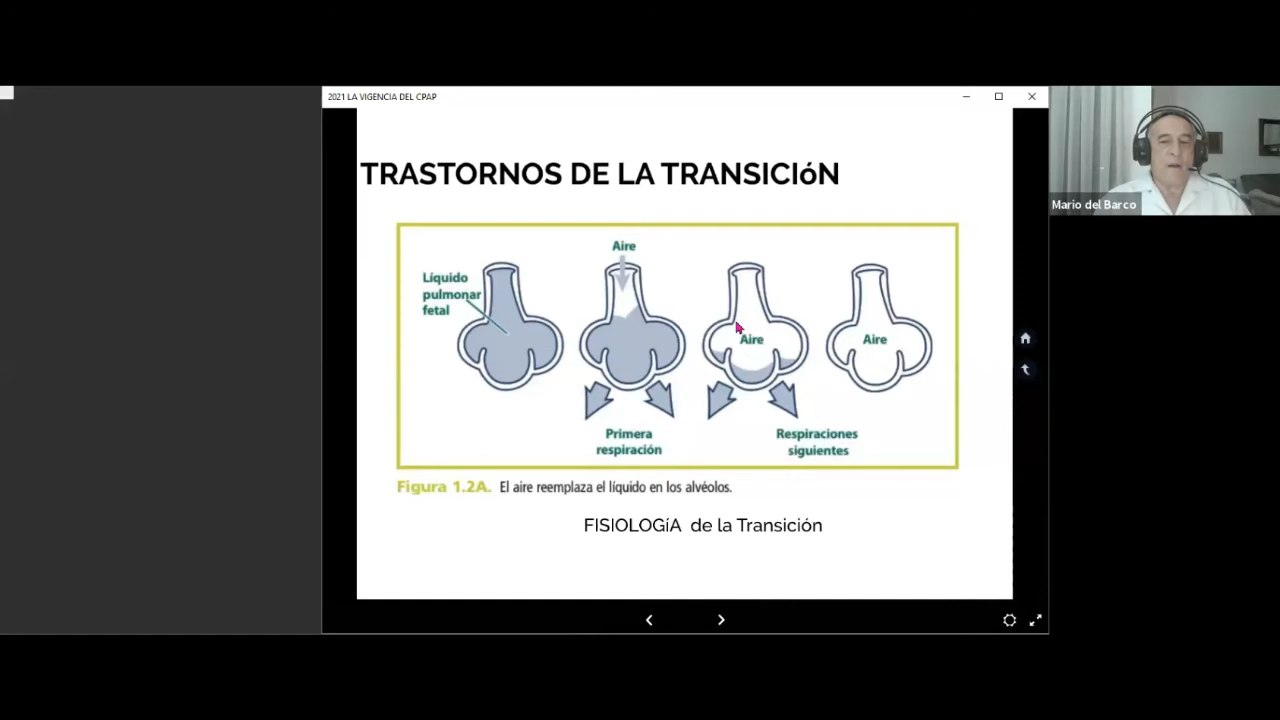 2021 LA VIGENCIA DEL CPAP
Mario del Barco
TRASTORNOS DE LA TRANSICIóN
Aire
Líquido
pulmonar
fetal
Aire
Aire
Primera
respiración
Respiraciones
siguientes
Figura 1.2A. El aire reemplaza el líquido en los alvéolos.
FISIOLOGíA de la Transición